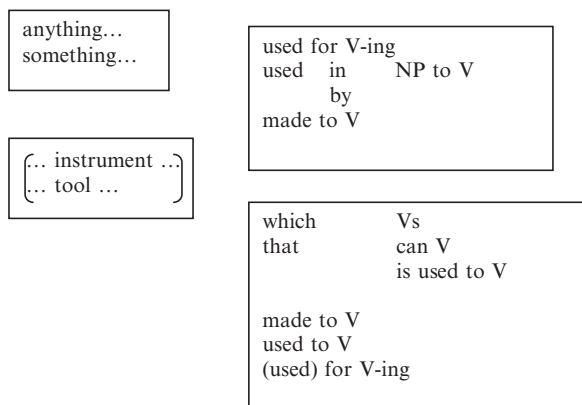 anything…
something…
used for V-ing
used in NP to V
by
made to V
… instrument …
… tool …
which Vs
that can V
is used to V
made to V
used to V
(used) for V-ing